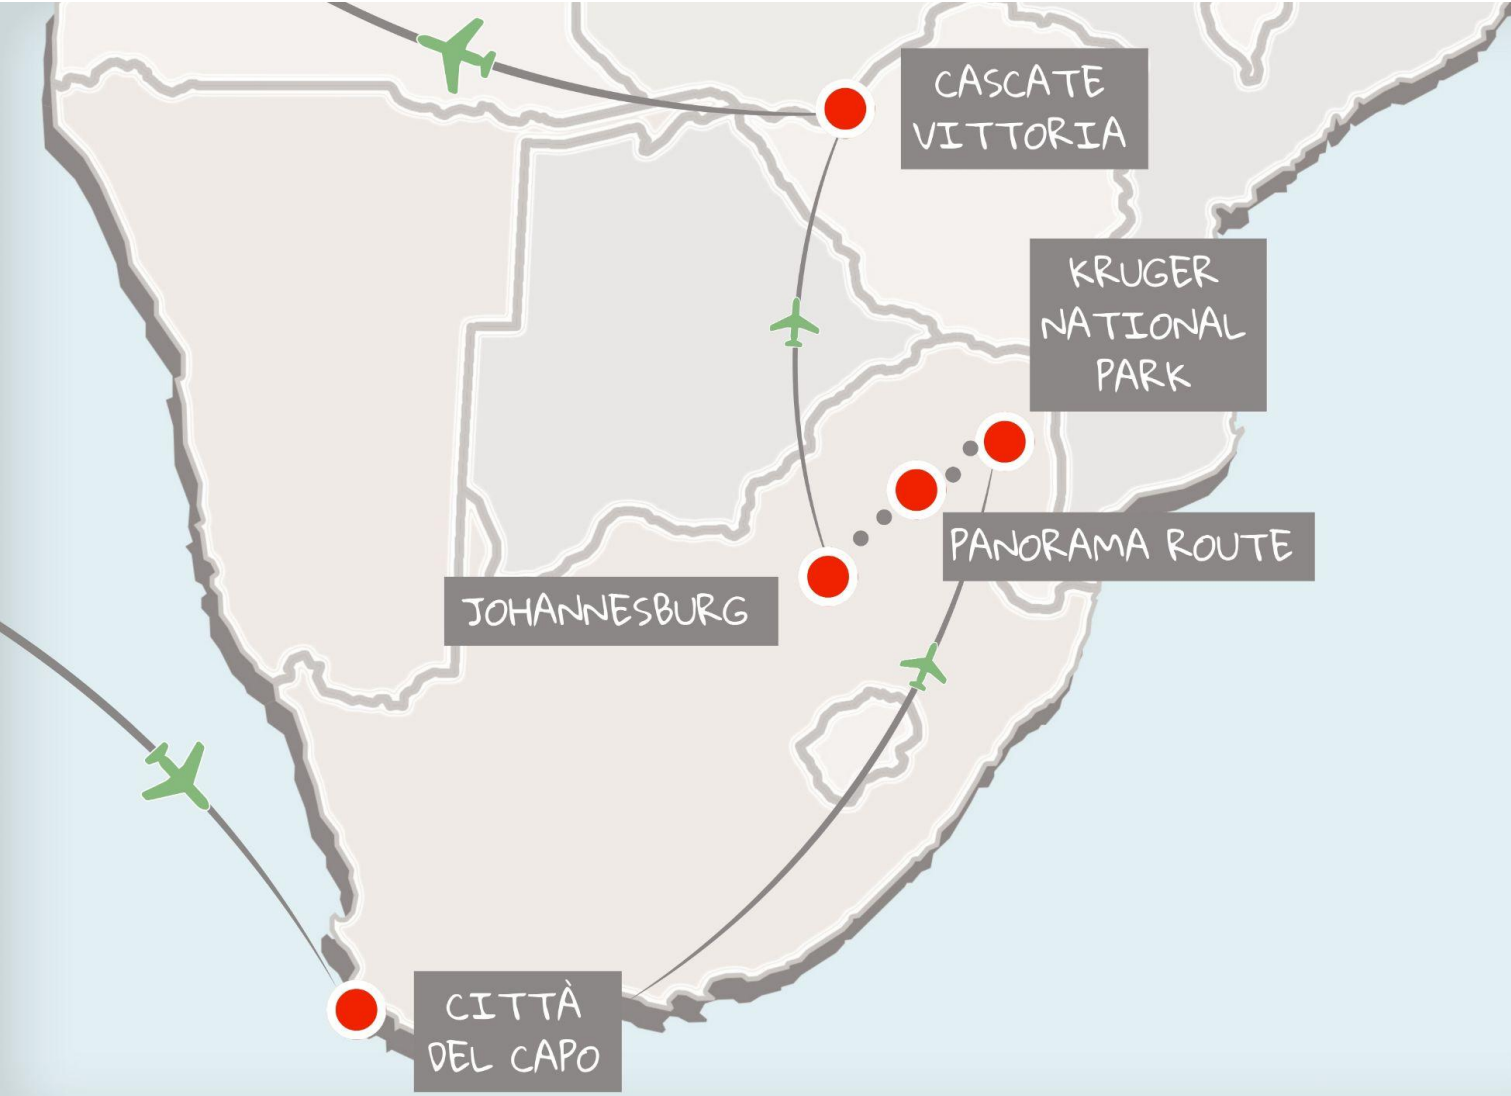 CASCATE
VITTORIA
KRUGER
NATIONAL
PARK
PANORAMA ROUTE
JOHANNESBURG
CITTÀ
DEL CAPO